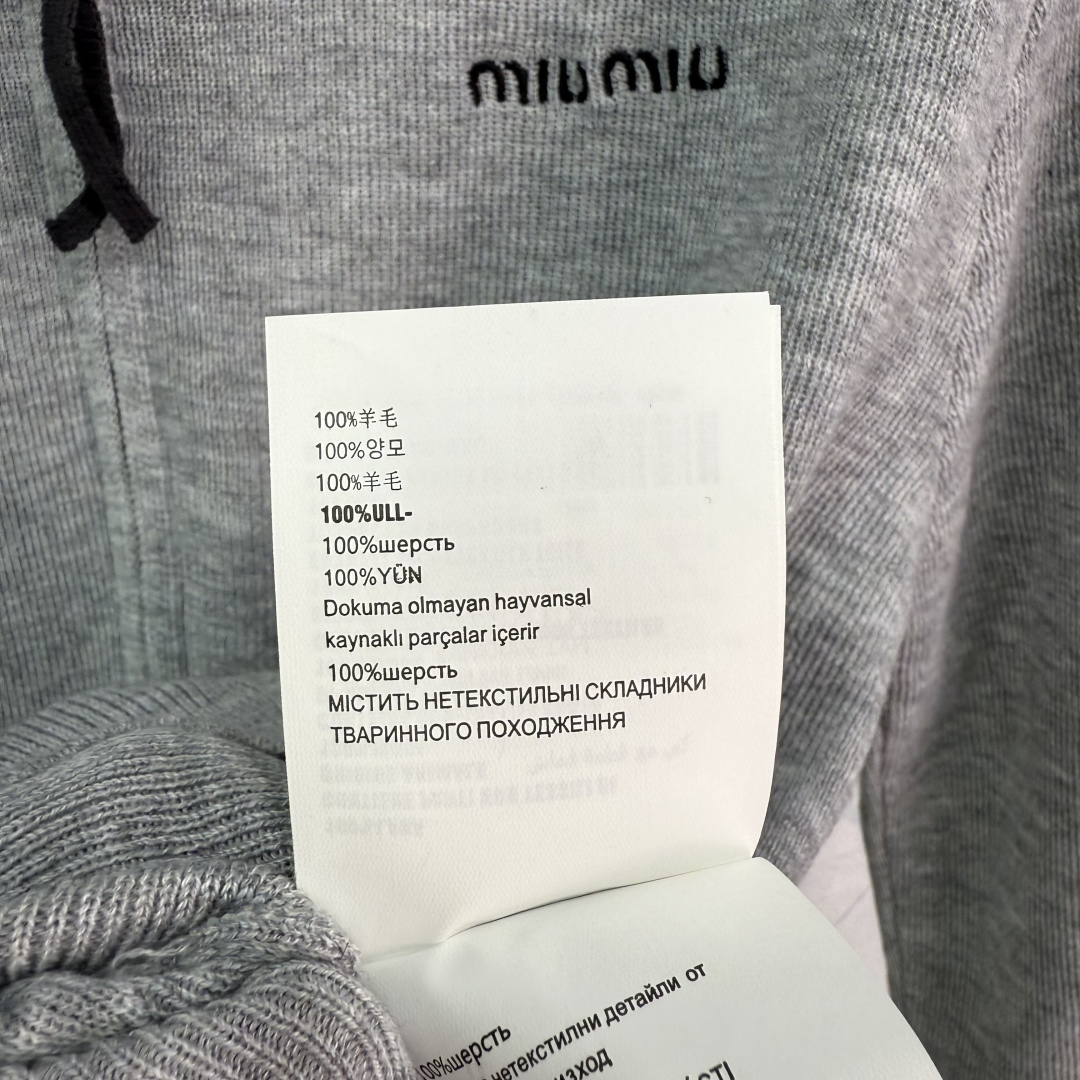 miu miu
100%羊毛
100%양모
100%羊毛
100%ULL-
100%шерсть
100%YÜN
Dokuma olmayan hayvansal
kaynaklı parçalar içerir
100%шерсть
МІСТИТЬ НЕТЕКСТИЛЬНІ СКЛАДНИКИ
ТВАРИННОГО ПОХОДЖЕННЯ
100%шерсть
нетекстилни детайли от